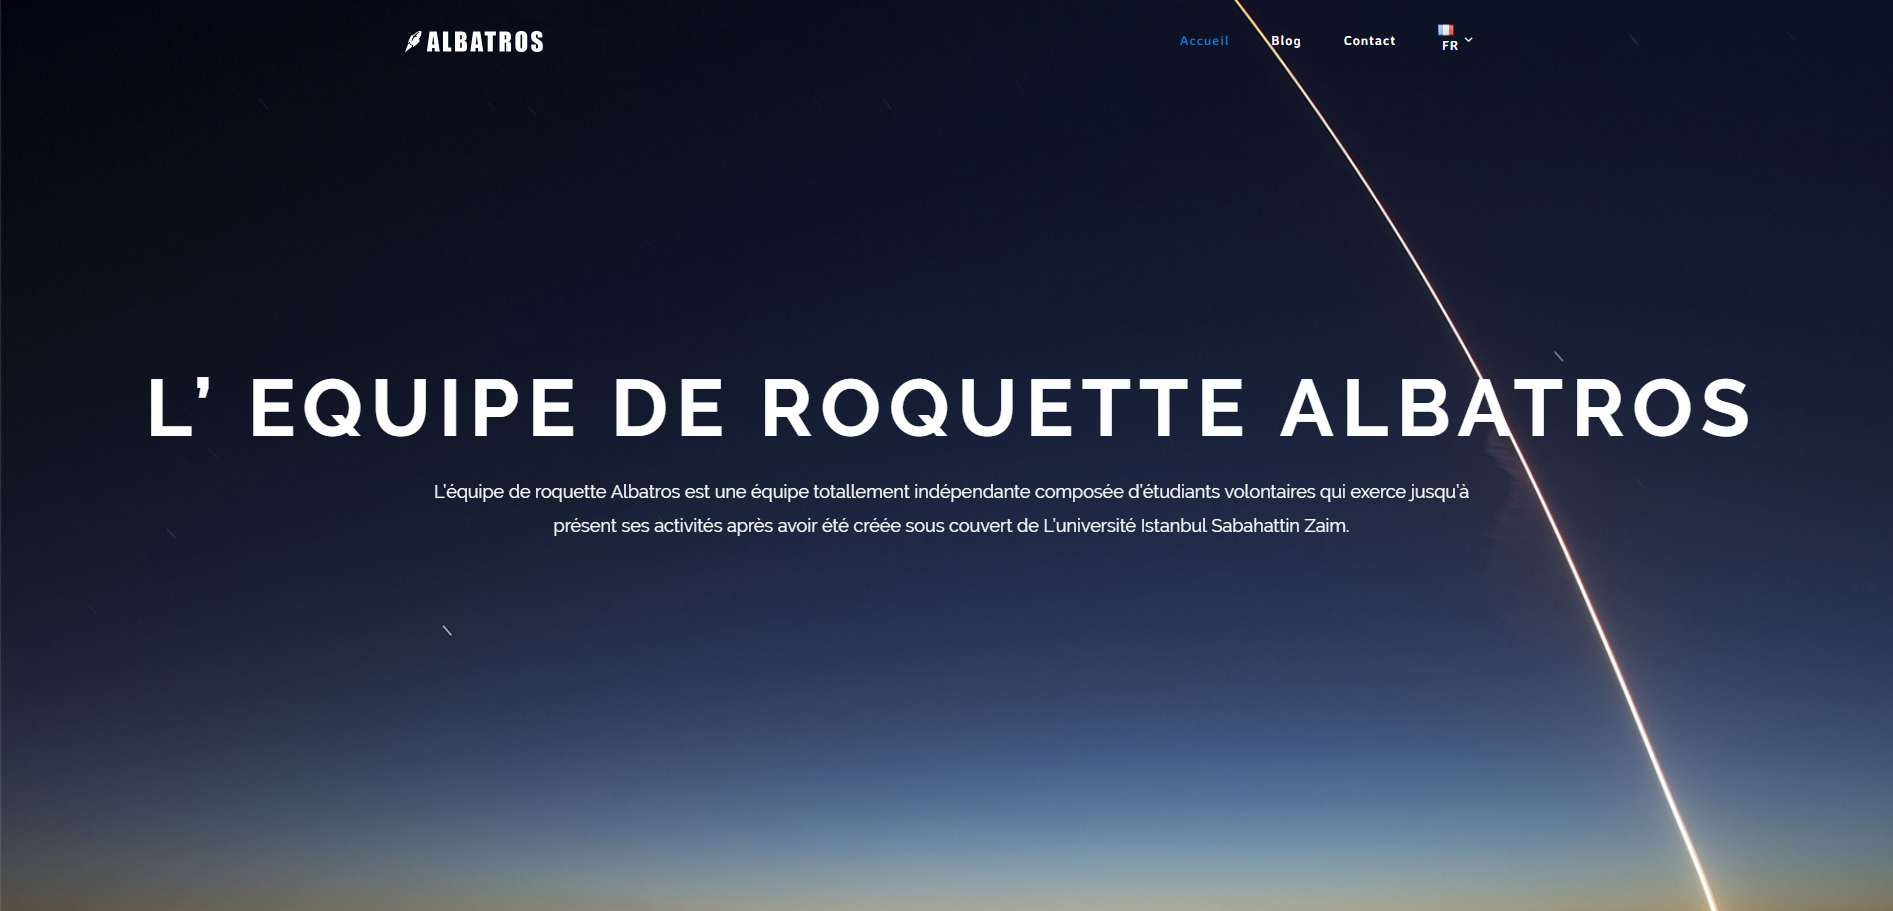 ALBATROS
Accueil
Blog
Contact
FR
L’ EQUIPE DE ROQUETTE ALBATROS
L’équipe de roquette Albatros est une équipe totallement indépendante composée d’étudiants volontaires qui exerce jusqu’à
présent ses activités après avoir été créée sous couvert de L’université Istanbul Sabahattin Zaim.